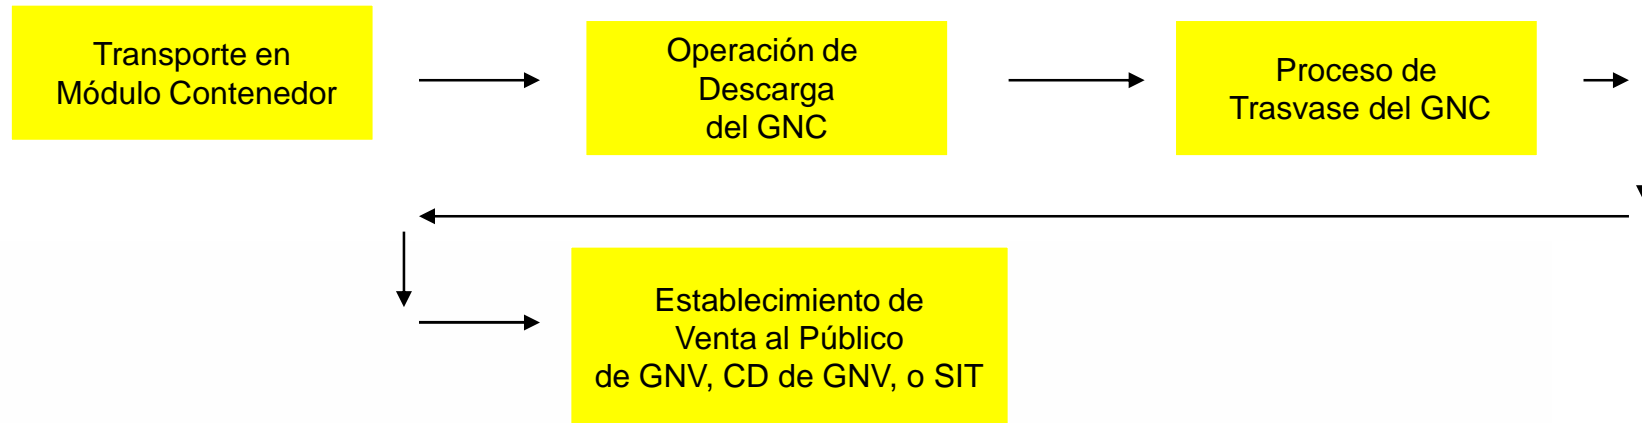 Transporte en
Módulo Contenedor
Operación de
Descarga
del GNC
Proceso de
Trasvase del GNC
Establecimiento de
Venta al Público
de GNV, CD de GNV, o SIT